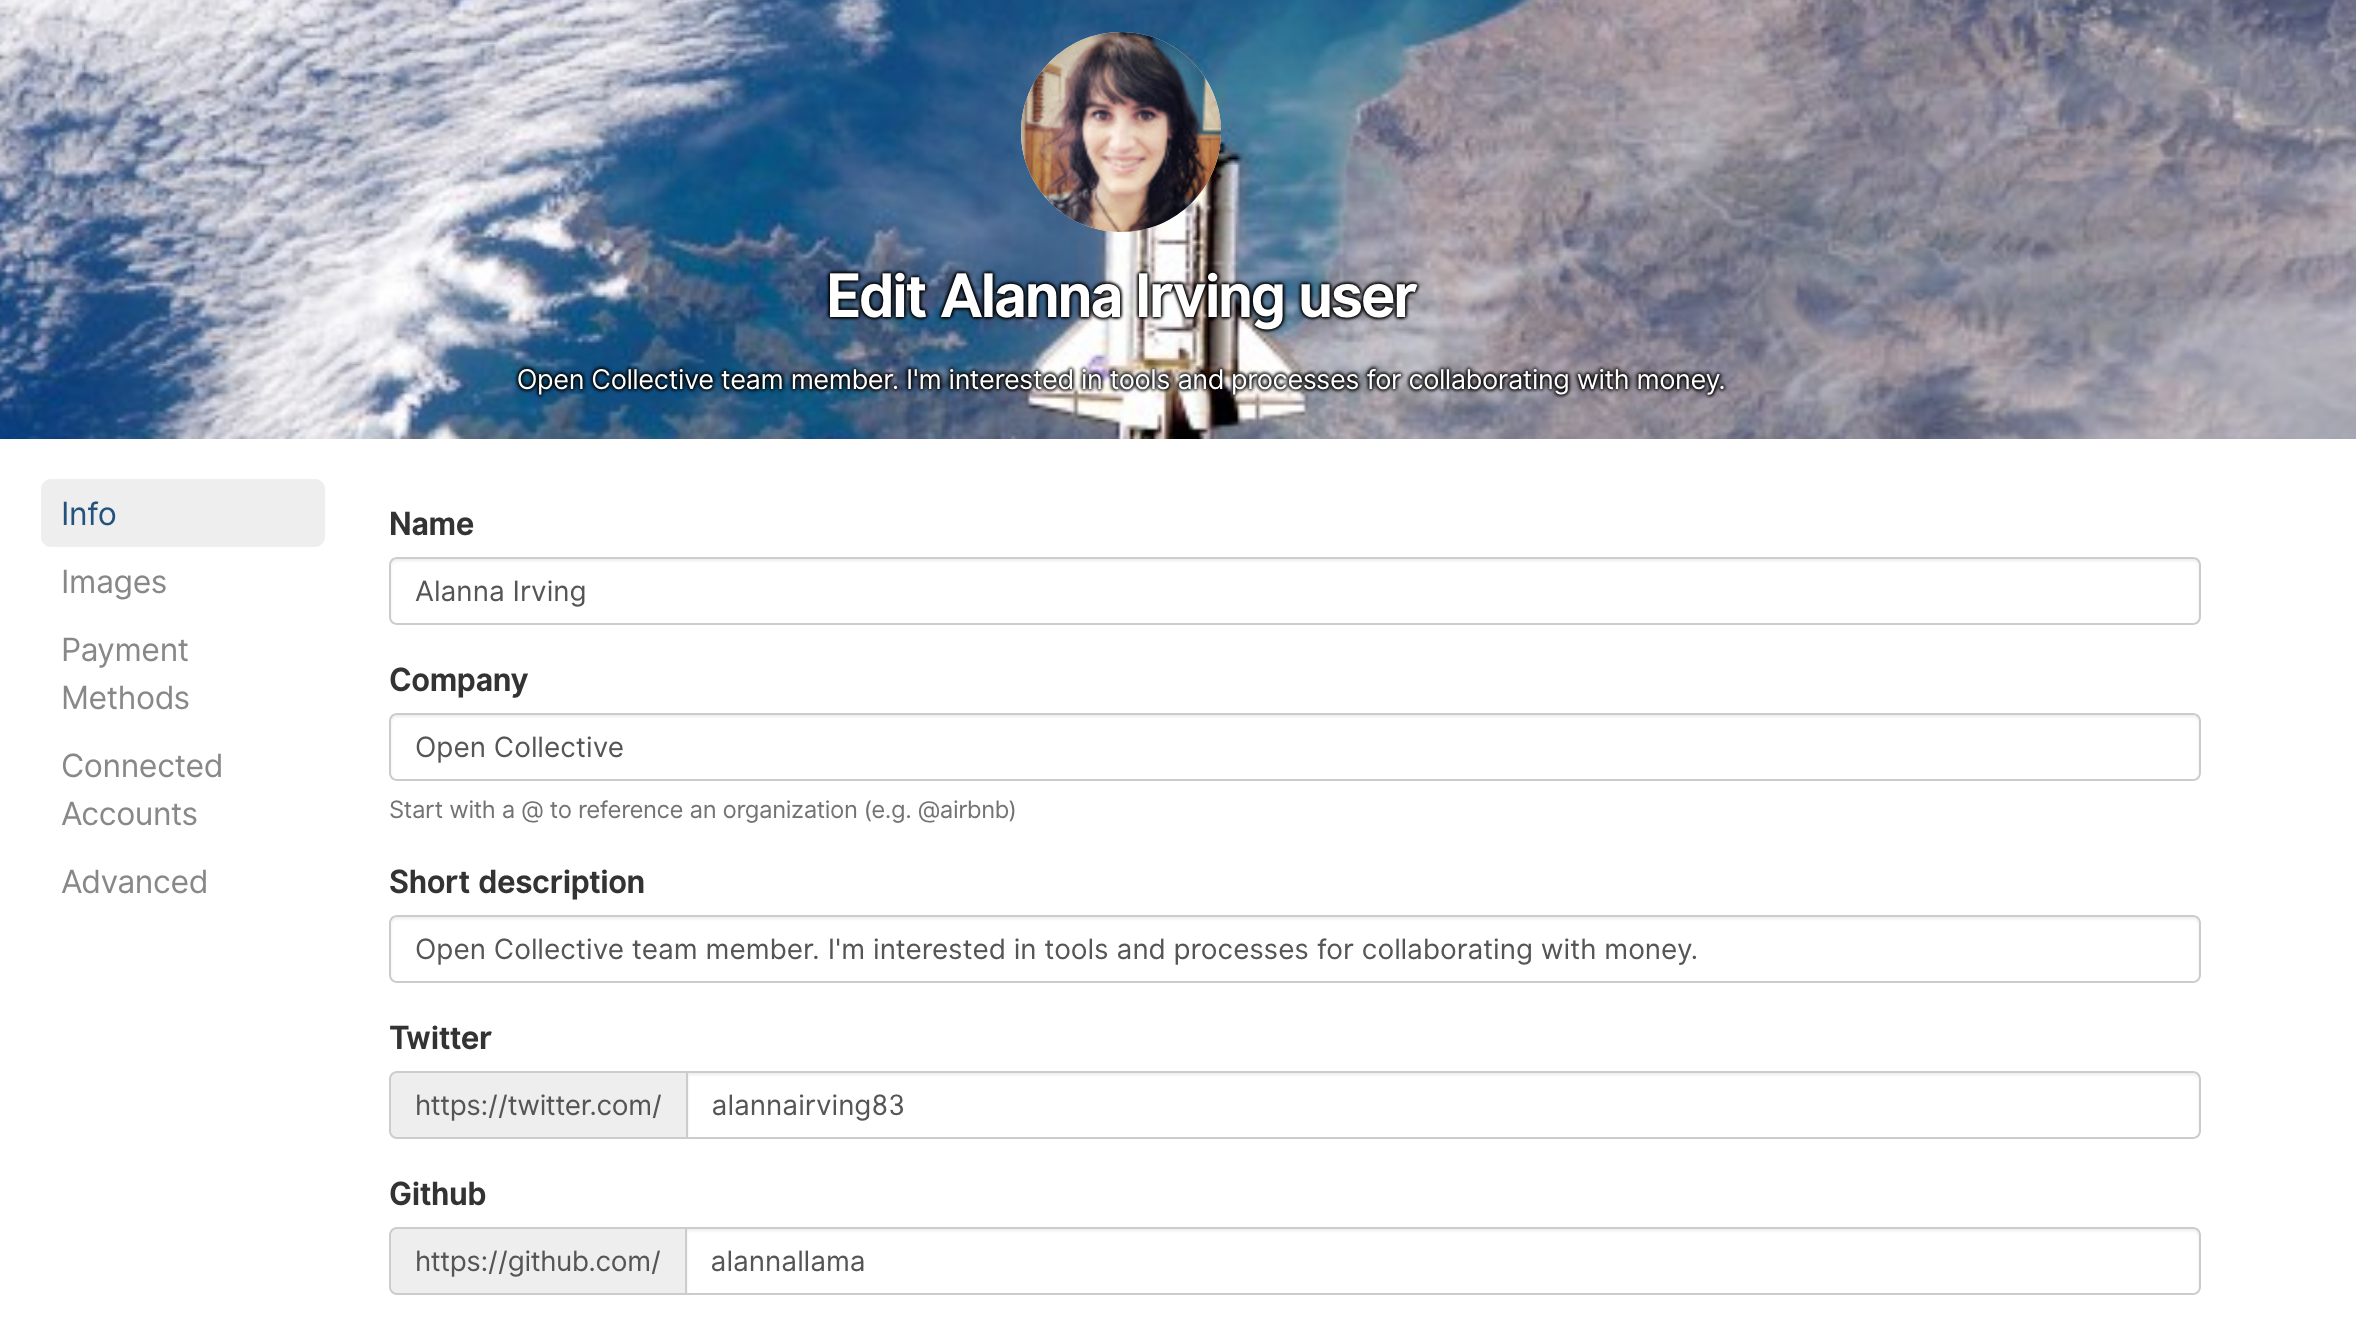 Edit Alanna Irving user
Open Collective team member. I'm interested in tools and processes for collaborating with money.
Info
Images
Payment
Methods
Connected
Accounts
Advanced
Name
Alanna Irving
Company
Open Collective
Start with a @ to reference an organization (e.g. @airbnb)
Short description
Open Collective team member. I'm interested in tools and processes for collaborating with money.
Twitter
https://twitter.com/ alannairving83
Github
https://github.com/ alannallama